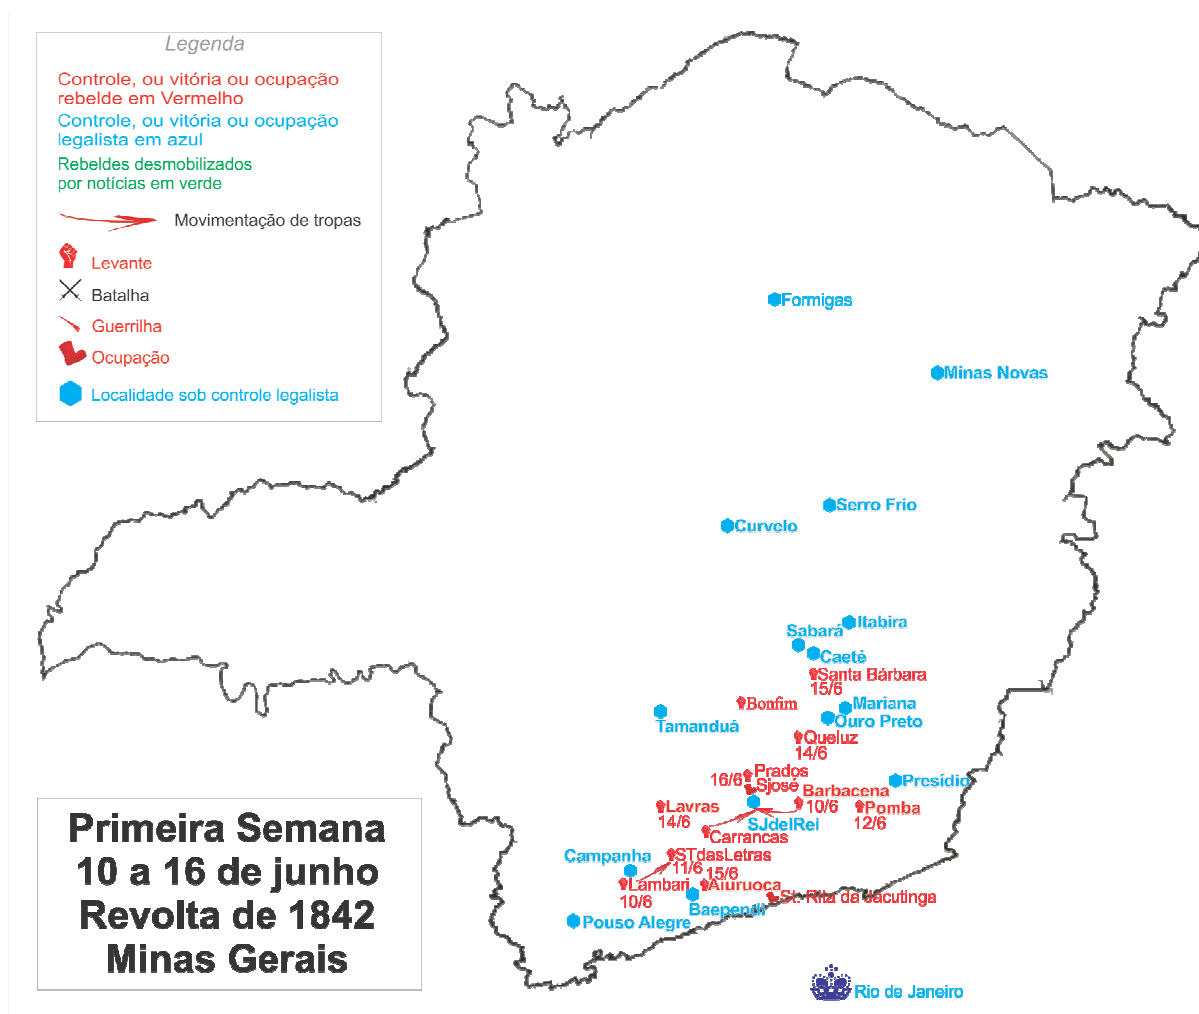 Legenda
Controle, ou vitória ou ocupação
rebelde em Vermelho
Controle, ou vitória ou ocupação
legalista em azul
Rebeldes desmobilizados
por notícias em verde
Movimentação de tropas
Levante
Batalha
Guerrilha
Ocupação
Localidade sob controle legalista
Formigas
Minas Novas
Serro Frio
Curvelo
Itabira
Sabará
Caeté
Santa Bárbara
15/6
Bonfim
Mariana
Ouro Preto
Tamanduá
Queluz
14/6
Prados
16/6
Sjosé
Presídio
Barbacena
10/6
Pomba
12/6
Lavras
14/6
SJdelRei
Carrancas
Campanha
STdasLetras
11/6
15/6
Lambari
10/6
Aiuruoca
Baependi
St. Rita da Jacutinga
Pouso Alegre
Rio de Janeiro
Primeira Semana
10 a 16 de junho
Revolta de 1842
Minas Gerais